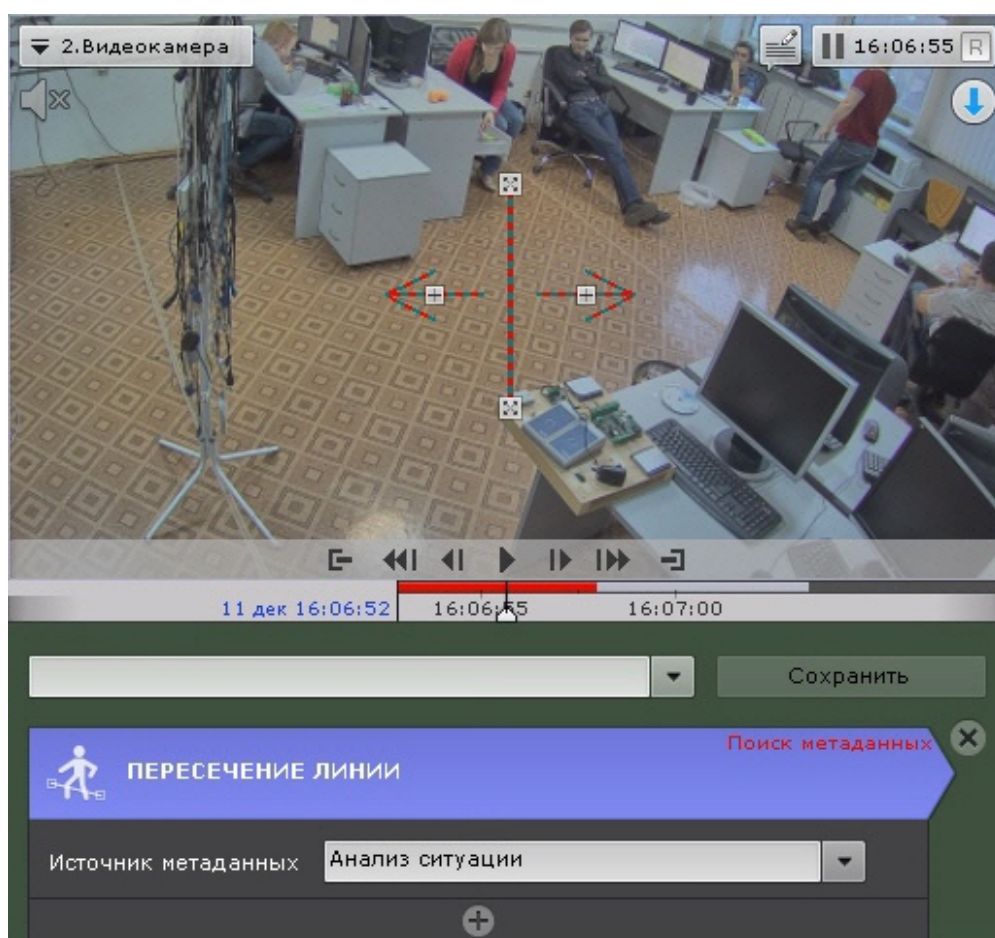 2.Видеокамера
16:06:55 R
11 дек 16:06:52
16:06:55
16:07:00
Сохранить
Поиск метаданных
ПЕРЕСЕЧЕНИЕ ЛИНИИ
Источник метаданных
Анализ ситуации